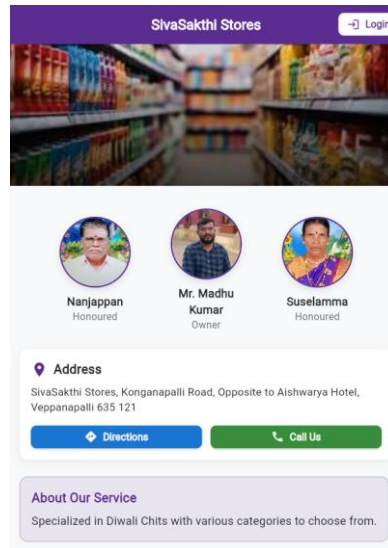 SivaSakthi Stores
Login
Nanjappan
Honoured
Mr. Madhu
Kumar
Owner
Suselamma
Honoured
Address
SivaSakthi Stores, Konganapalli Road, Opposite to Aishwarya Hotel,
Veppanapalli 635 121
Directions
Call Us
About Our Service
Specialized in Diwali Chits with various categories to choose from.